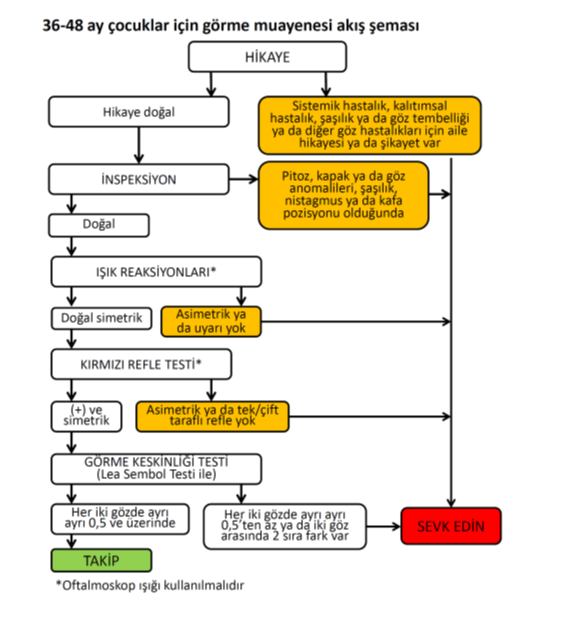 36-48 ay çocuklar için görme muayenesi akış şeması
HİKAYE
Hikaye doğal
Sistemik hastalık, kalıtımsal
hastalık, şaşılık ya da göz tembelliği
ya da diğer göz hastalıkları için aile
hikayesi ya da şikayet var
İNSPEKSİYON
Pitoz, kapak ya da göz
anomalileri, şaşılık,
nistagmus ya da kafa
pozisyonu olduğunda
Doğal
IŞIK REAKSİYONLARI*
Doğal simetrik
Asimetrik ya
da uyarı yok
KIRMIZI REFLE TESTİ*
(+) ve
simetrik
Asimetrik ya da tek/çift
taraflı refle yok
GÖRME KESKİNLİĞİ TESTİ
(Lea Sembol Testi ile)
Her iki gözde ayrı
ayrı 0,5 ve üzerinde
Her iki gözde ayrı ayrı
0,5'ten az ya da iki göz
arasında 2 sıra fark var
SEVK EDİN
TAKİP
*Oftalmoskop ışığı kullanılmalıdır